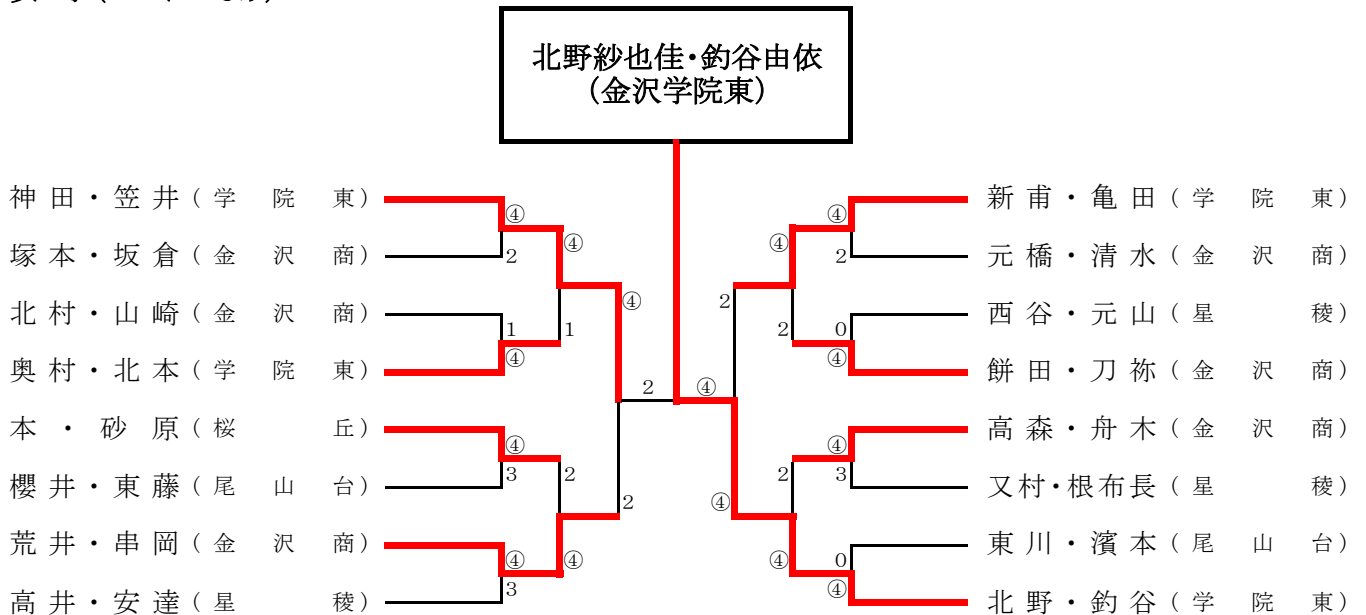 北野紗也佳・釣谷由依
(金沢学院東)
神田・笠井(学院東)
塚本・坂倉(金沢商)
北村・山崎(金沢商)
奥村・北本(学院東)
本・砂原(桜丘)
櫻井・東藤(尾山台)
荒井・串岡(金沢商)
高井・安達(星稜)
④
2
1
④
④
3
④
3
④
1
2
④
④
2
2
④
2
④
2
④
④
2
2
④
④
2
0
④
④
3
0
④
新甫・亀田(学院東)
元橋・清水(金沢商)
西谷・元山(星稜)
餅田・刀祢(金沢商)
高森・舟木(金沢商)
又村・根布長(星稜)
東川・濱本(尾山台)
北野・釣谷(学院東)